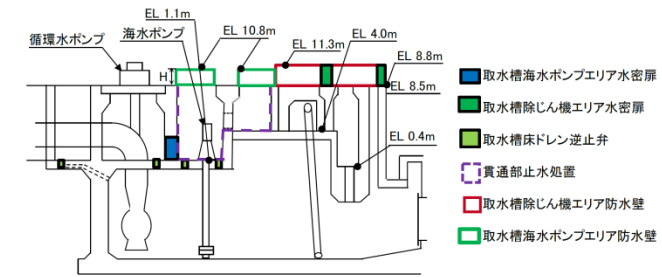 EL 1.1m
循環水ポンプ
海水ポンプ
EL 10.8m
EL 11.3m
EL 4.0m
EL 8.8m
EL 8.5m
H
EL 0.4m
取水槽海水ポンプエリア水密扉
取水槽除じん機エリア水密扉
取水槽床ドレン逆止弁
貫通部止水処置
取水槽除じん機エリア防水壁
取水槽海水ポンプエリア防水壁